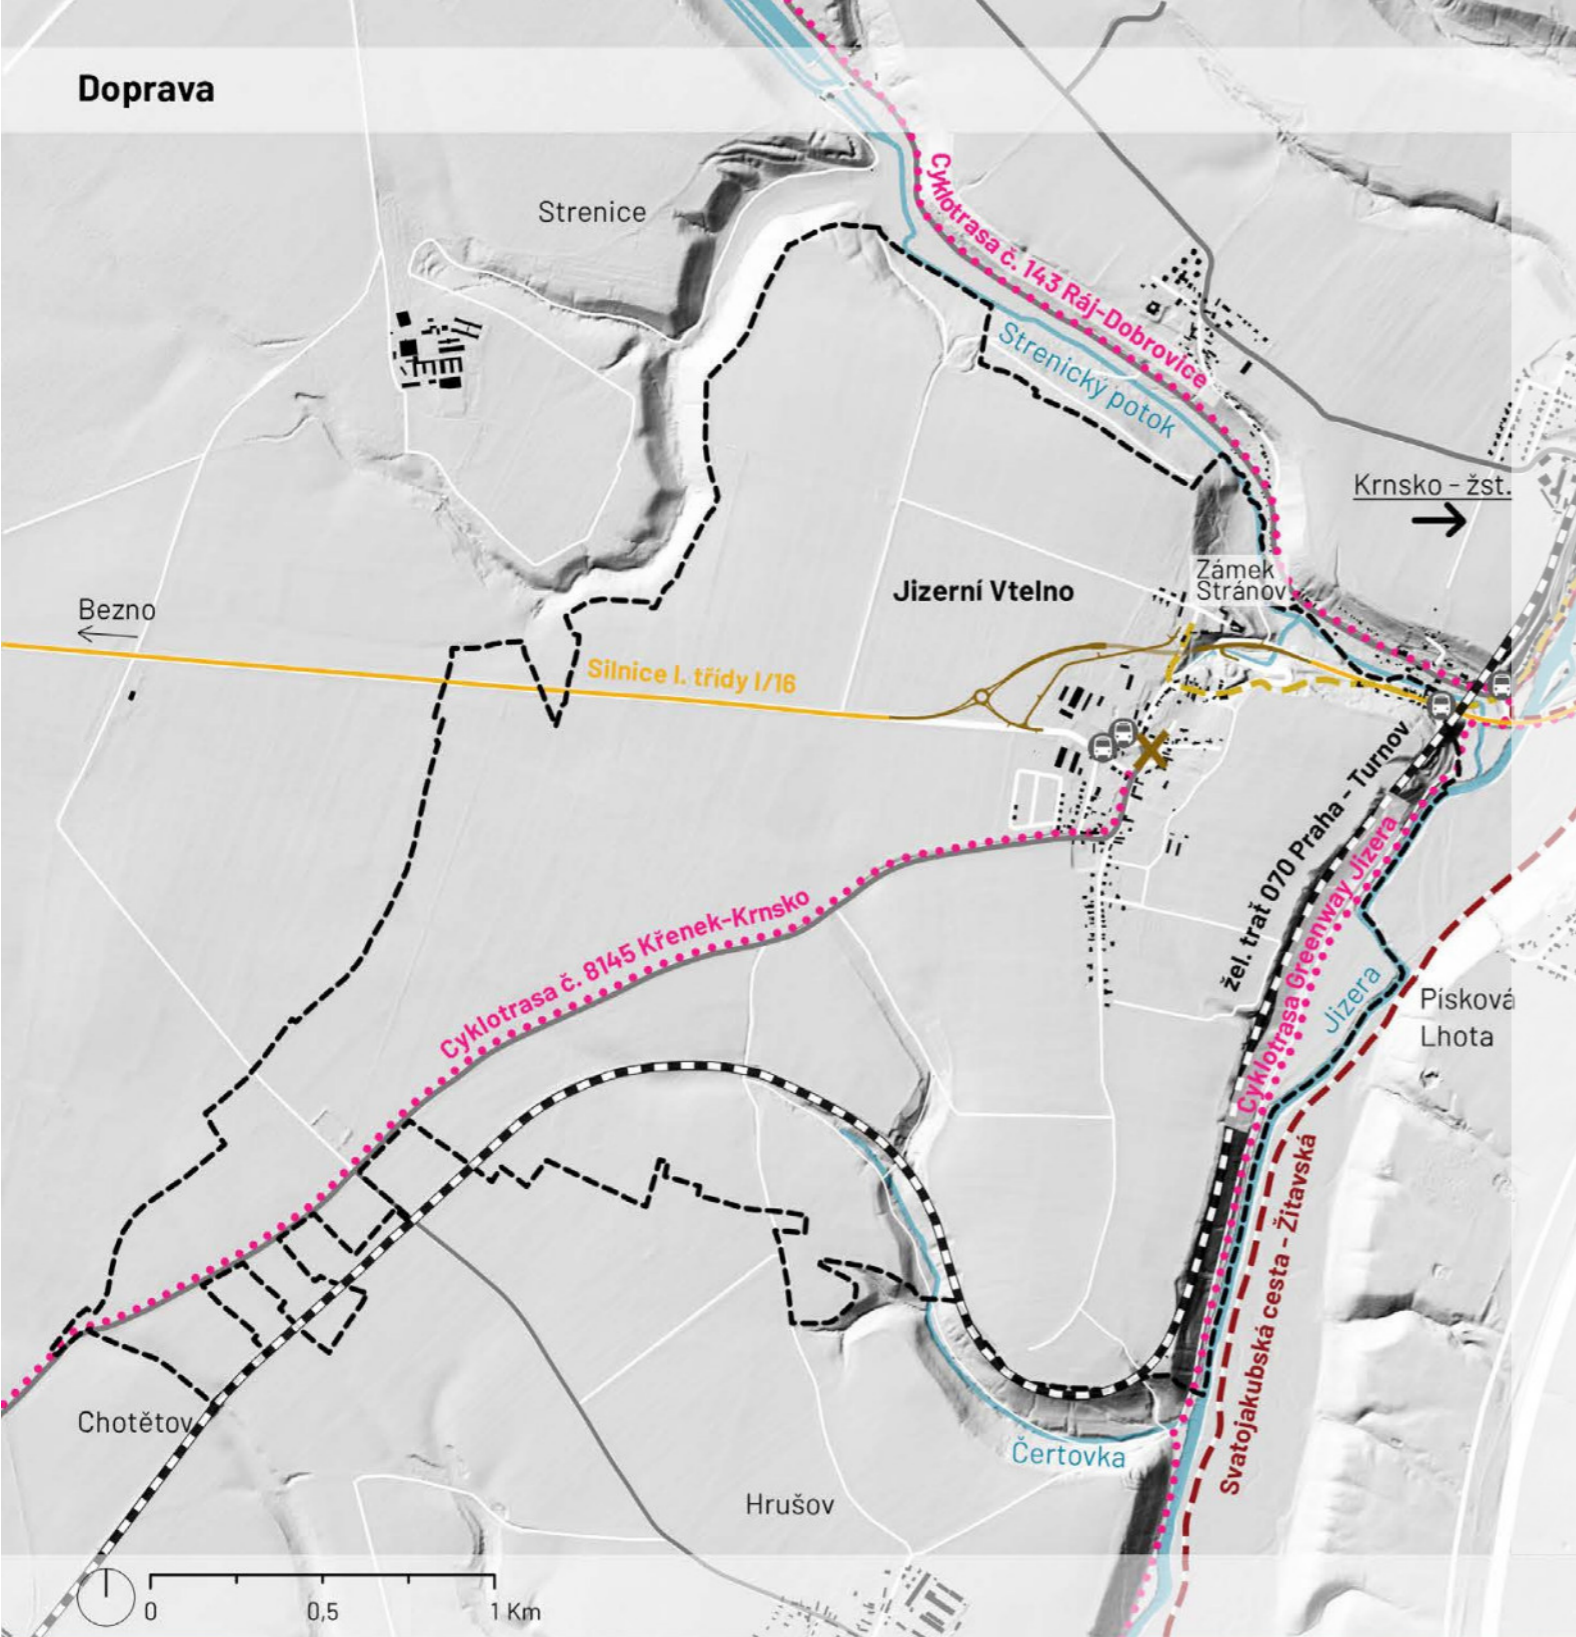 Doprava
Strenice
Cyklotrasa č. 143 Ráj-Dobrovice
Strenický potok
Krnsko - žst.
Zámek
Stránov
Jizerní Vtelno
Bezno
Silnice I. třídy I/16
žel. trať 070 Praha - Turnov
Cyklotrasa Greenway Jizera
Cyklotrasa č. 8145 Křenek-Krnsko
Jizera
Písková
Lhota
Svatojakubská cesta - Žitavská
Chotětov
Čertovka
Hrušov
0
0,5
1 Km